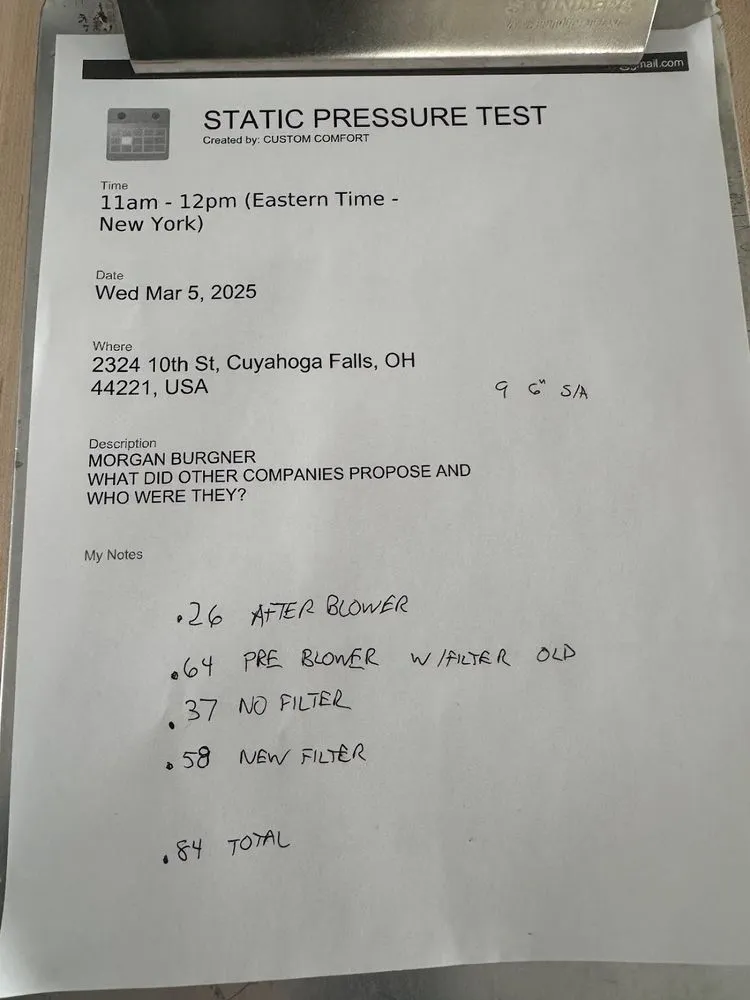 mail.com
STATIC PRESSURE TEST
Created by: CUSTOM COMFORT
Time
11am - 12pm (Eastern Time -
New York)
Date
Wed Mar 5, 2025
Where
2324 10th St, Cuyahoga Falls, OH
44221, USA
9 6" S/A
Description
MORGAN BURGNER
WHAT DID OTHER COMPANIES PROPOSE AND
WHO WERE THEY?
My Notes
.26 AFTER BLOWER
.64 PRE BLOWER W/FILTER OLD
.37 NO FILTER
.58 NEW FILTER
.84 TOTAL